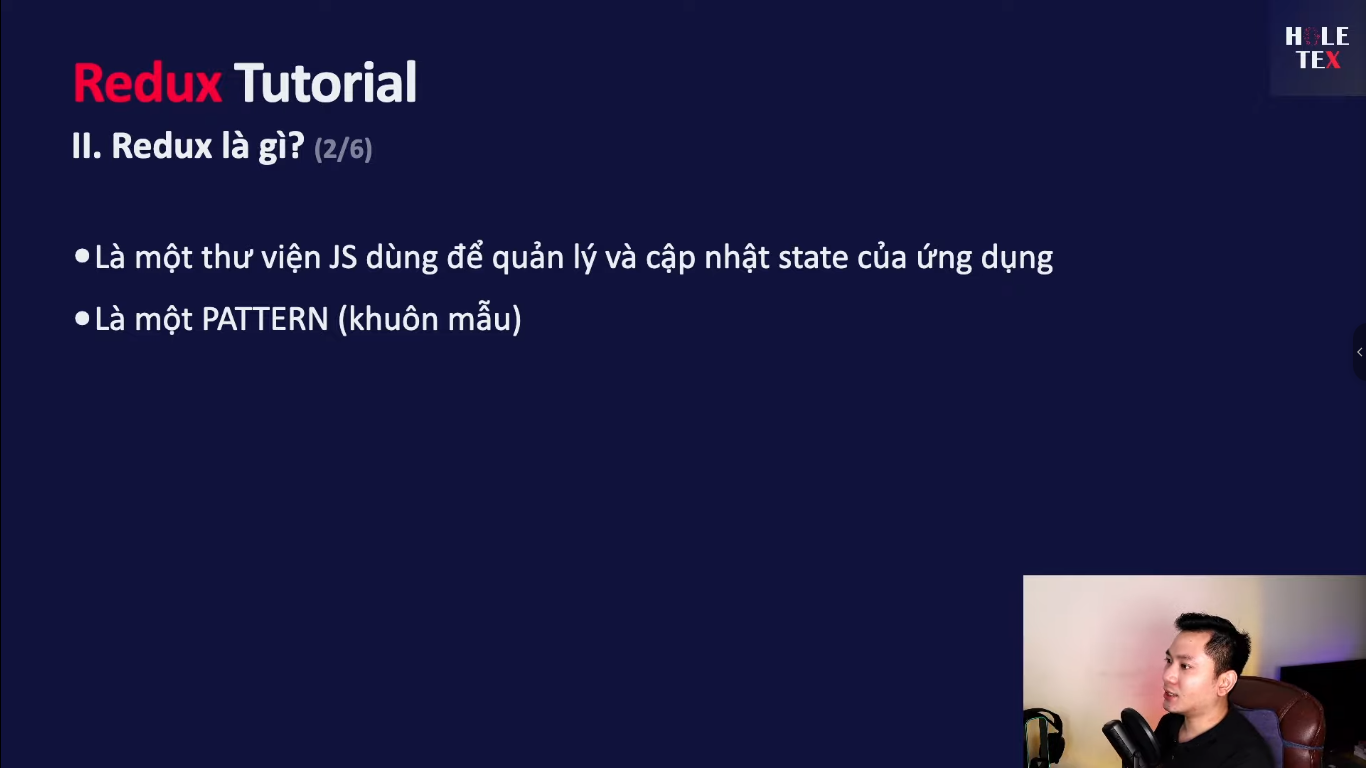 Redux Tutorial
II. Redux là gì? (2/6)
•Là một thư viện JS dùng để quản lý và cập nhật state của ứng dụng
•Là một PATTERN (khuôn mẫu)
HOLE
TEX